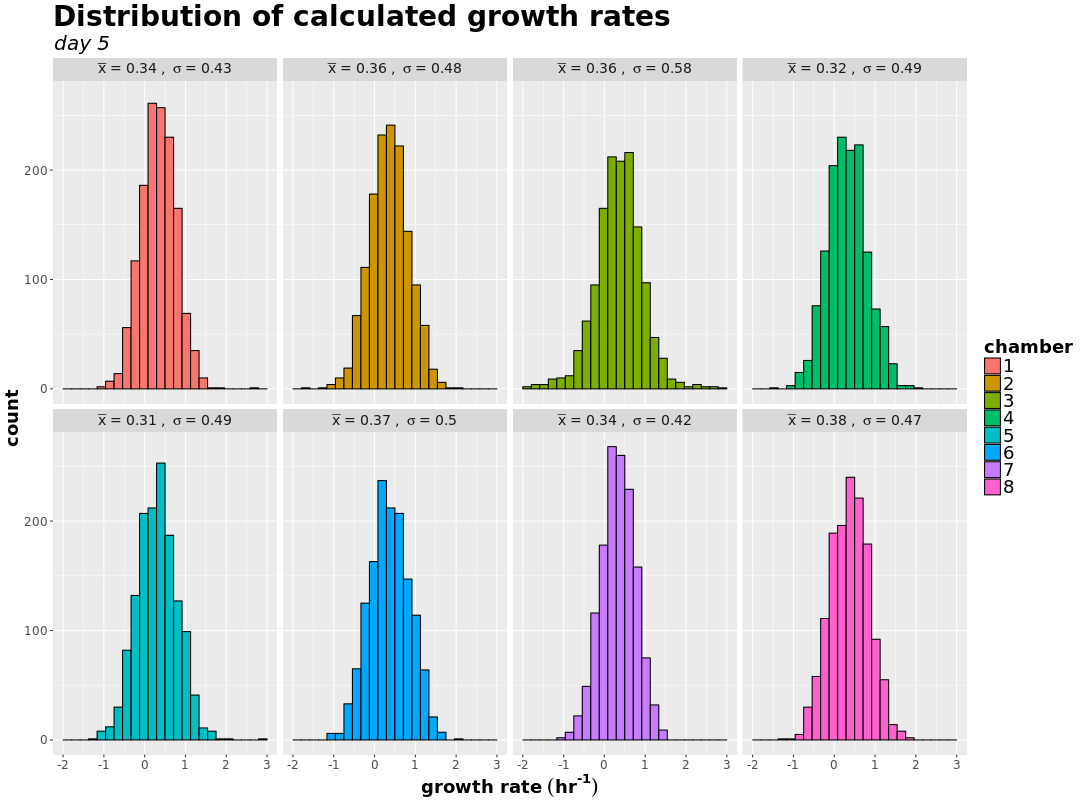 Distribution of calculated growth rates
day 5
x̅ = 0.34 , σ = 0.43
x̅ = 0.36 , σ = 0.48
x̅ = 0.36 , σ = 0.58
x̅ = 0.32 , σ = 0.49
200
100
0
x̅ = 0.31 , σ = 0.49
x̅ = 0.37 , σ = 0.5
x̅ = 0.34 , σ = 0.42
x̅ = 0.38 , σ = 0.47
200
100
0
-2 -1 0 1 2 3
-2 -1 0 1 2 3
-2 -1 0 1 2 3
-2 -1 0 1 2 3
count
growth rate (hr⁻¹)
chamber
1
2
3
4
5
6
7
8